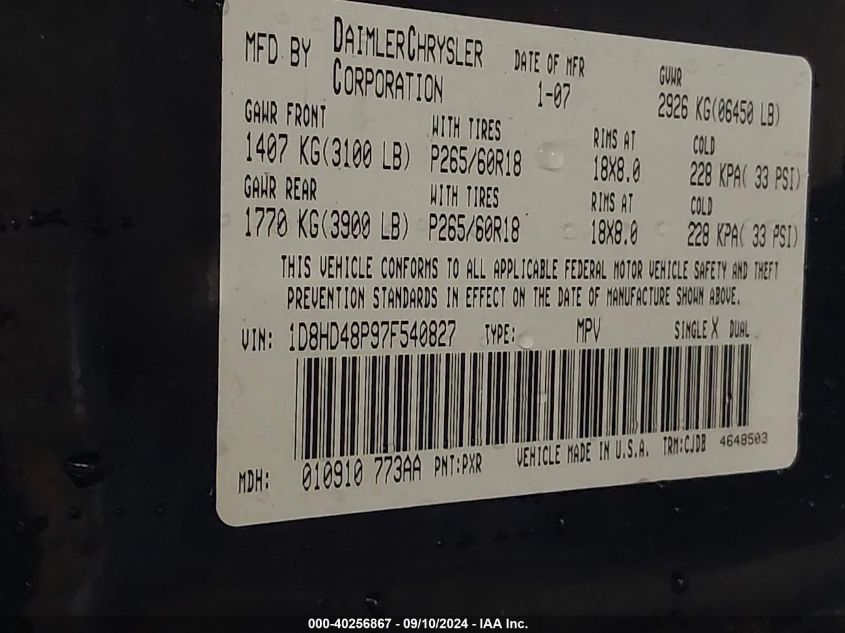 MFD BY DAIMLERCHRYSLER CORPORATION DATE OF MFR 1-07 GVWR 2926 KG(06450 LB)
GAWR FRONT WITH TIRES RIMS AT COLD
1407 KG(3100 LB) P265/60R18 18X8.0 228 KPA( 33 PSI)
GAWR REAR WITH TIRES RIMS AT COLD
1770 KG(3900 LB) P265/60R18 18X8.0 228 KPA( 33 PSI)
THIS VEHICLE CONFORMS TO ALL APPLICABLE FEDERAL MOTOR VEHICLE SAFETY AND THEFT
PREVENTION STANDARDS IN EFFECT ON THE DATE OF MANUFACTURE SHOWN ABOVE.
VIN: 1D8HD48P97F540827 TYPE: MPV SINGLE X DUAL
MDH: 010910 773AA PNT:PXR VEHICLE MADE IN U.S.A. TRM:CJDB 4648503
000-40256867 - 09/10/2024 - IAA Inc.